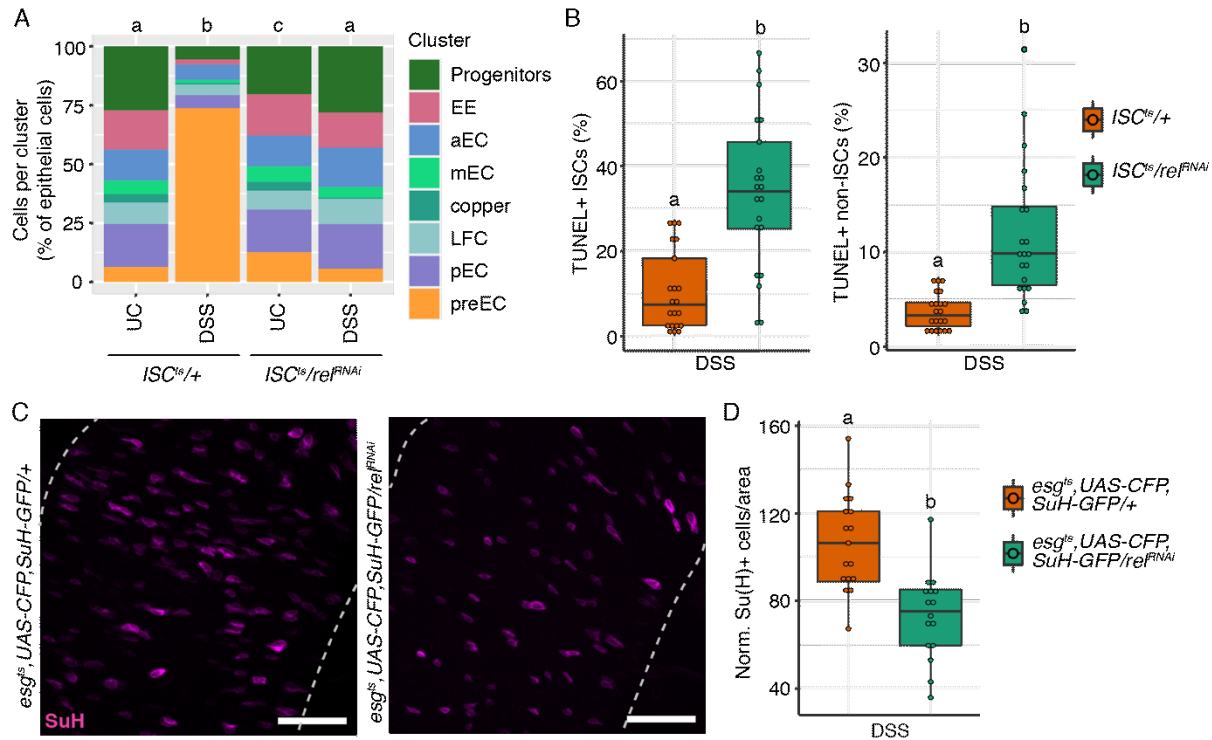 A
a b c a
Cells per cluster
(% of epithelial cells)
100
75
50
25
0
UC
DSS
UC
DSS
ISCᵗˢ/+
ISCᵗˢ/relᴿᴺᴬⁱ
Cluster
Progenitors
EE
aEC
mEC
copper
LFC
pEC
preEC
B
TUNEL+ ISCs (%)
60
40
20
0
a
b
DSS
TUNEL+ non-ISCs (%)
30
20
10
0
a
b
DSS
ISCᵗˢ/+
ISCᵗˢ/relᴿᴺᴬⁱ
C
esgᵗˢ,UAS-CFP,SuH-GFP/+
SuH
esgᵗˢ,UAS-CFP,SuH-GFP/relᴿᴺᴬⁱ
D
Norm. Su(H)+ cells/area
160
120
80
40
a
b
DSS
esgᵗˢ,UAS-CFP,
SuH-GFP/+
esgᵗˢ,UAS-CFP,
SuH-GFP/relᴿᴺᴬⁱ